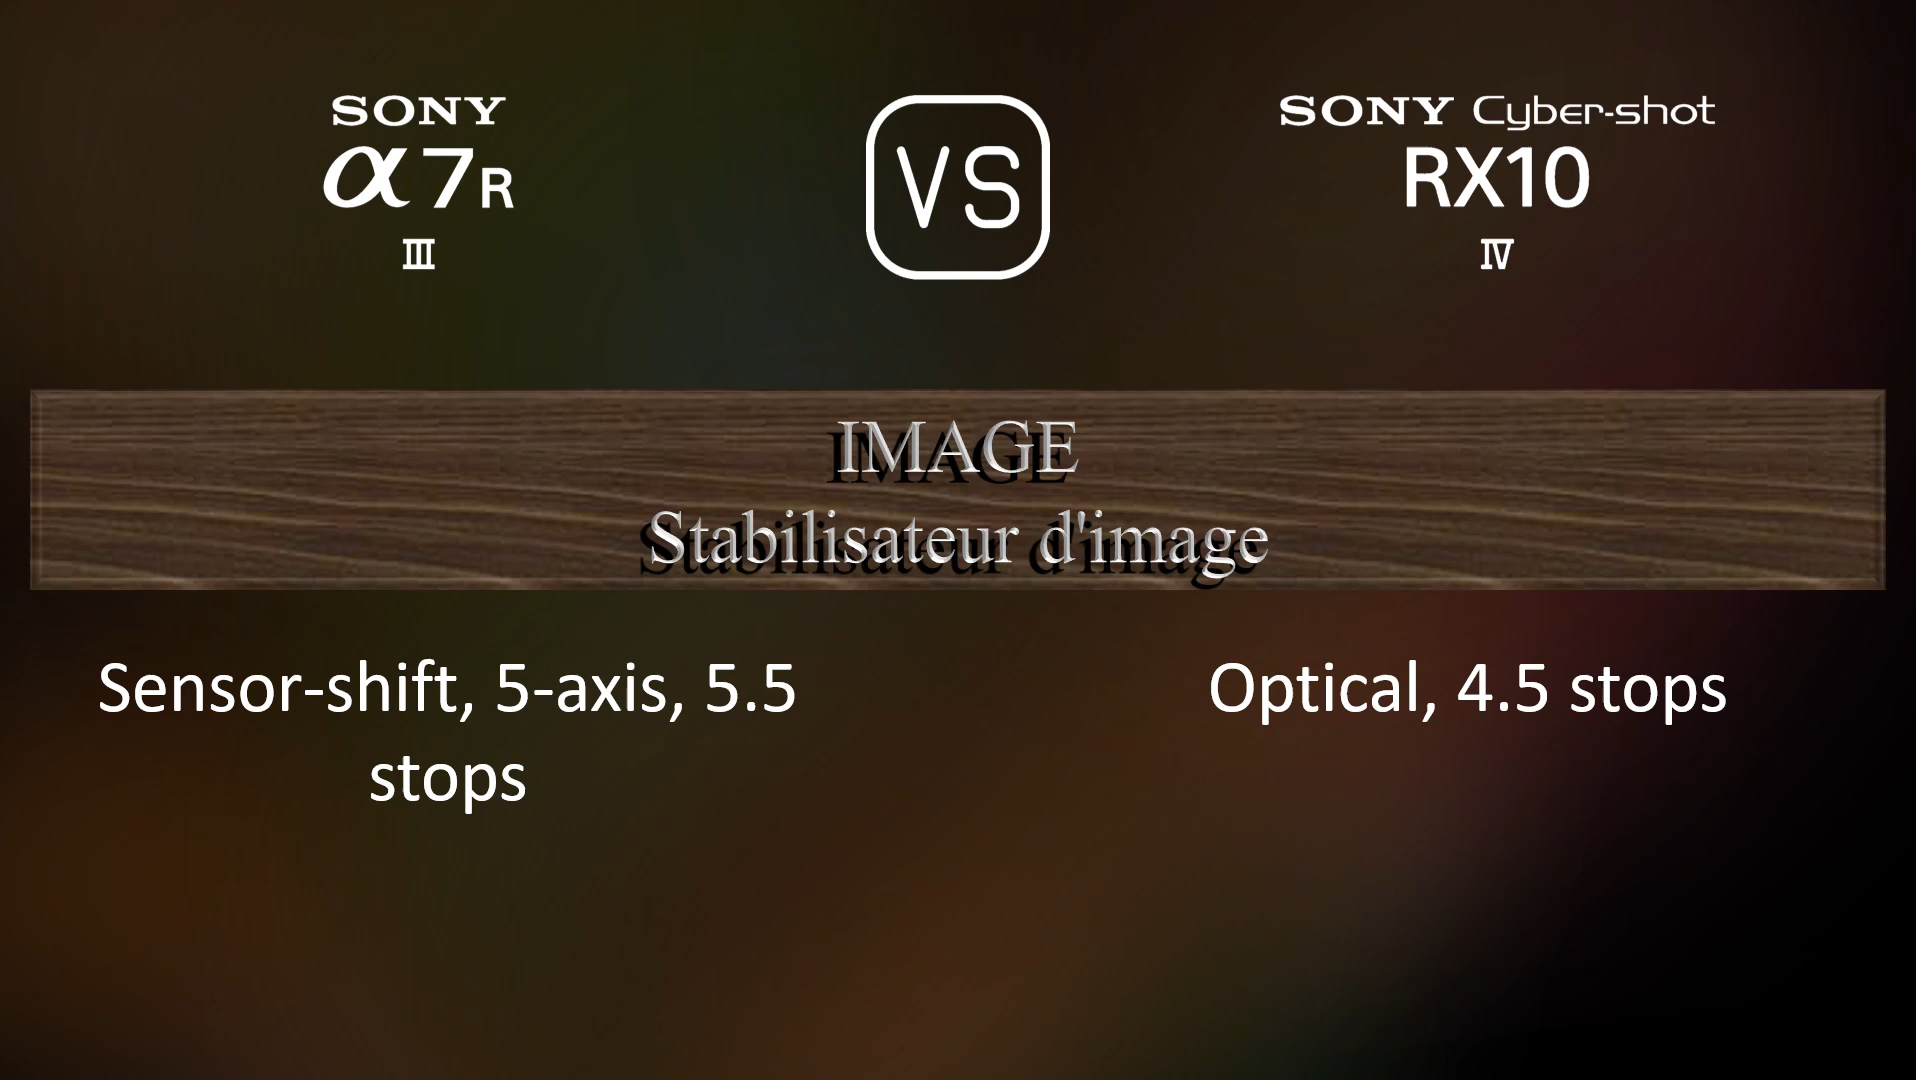 SONY
α7R
III
VS
SONY Cyber-shot
RX10
IV
IMAGE
Stabilisateur d'image
Sensor-shift, 5-axis, 5.5
stops
Optical, 4.5 stops